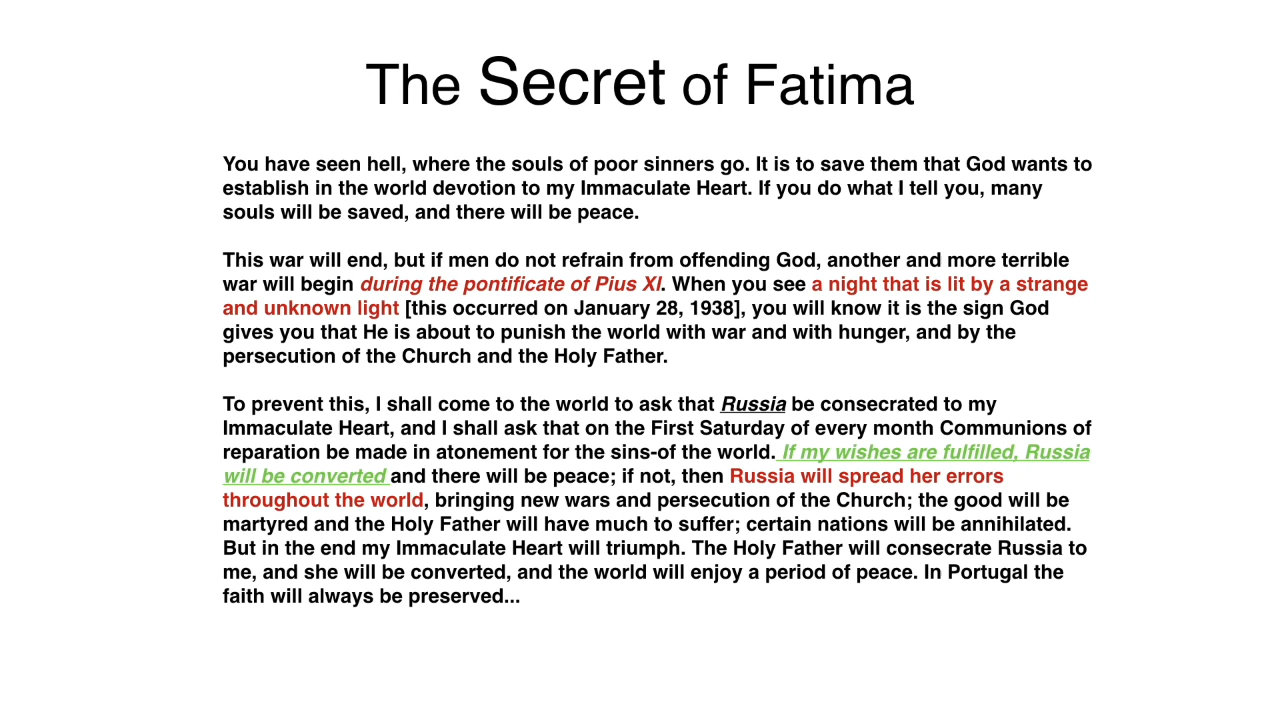 The Secret of Fatima
You have seen hell, where the souls of poor sinners go. It is to save them that God wants to
establish in the world devotion to my Immaculate Heart. If you do what I tell you, many
souls will be saved, and there will be peace.
This war will end, but if men do not refrain from offending God, another and more terrible
war will begin during the pontificate of Pius XI. When you see a night that is lit by a strange
and unknown light [this occurred on January 28, 1938], you will know it is the sign God
gives you that He is about to punish the world with war and with hunger, and by the
persecution of the Church and the Holy Father.
To prevent this, I shall come to the world to ask that Russia be consecrated to my
Immaculate Heart, and I shall ask that on the First Saturday of every month Communions of
reparation be made in atonement for the sins-of the world. If my wishes are fulfilled, Russia
will be converted and there will be peace; if not, then Russia will spread her errors
throughout the world, bringing new wars and persecution of the Church; the good will be
martyred and the Holy Father will have much to suffer; certain nations will be annihilated.
But in the end my Immaculate Heart will triumph. The Holy Father will consecrate Russia to
me, and she will be converted, and the world will enjoy a period of peace. In Portugal the
faith will always be preserved...